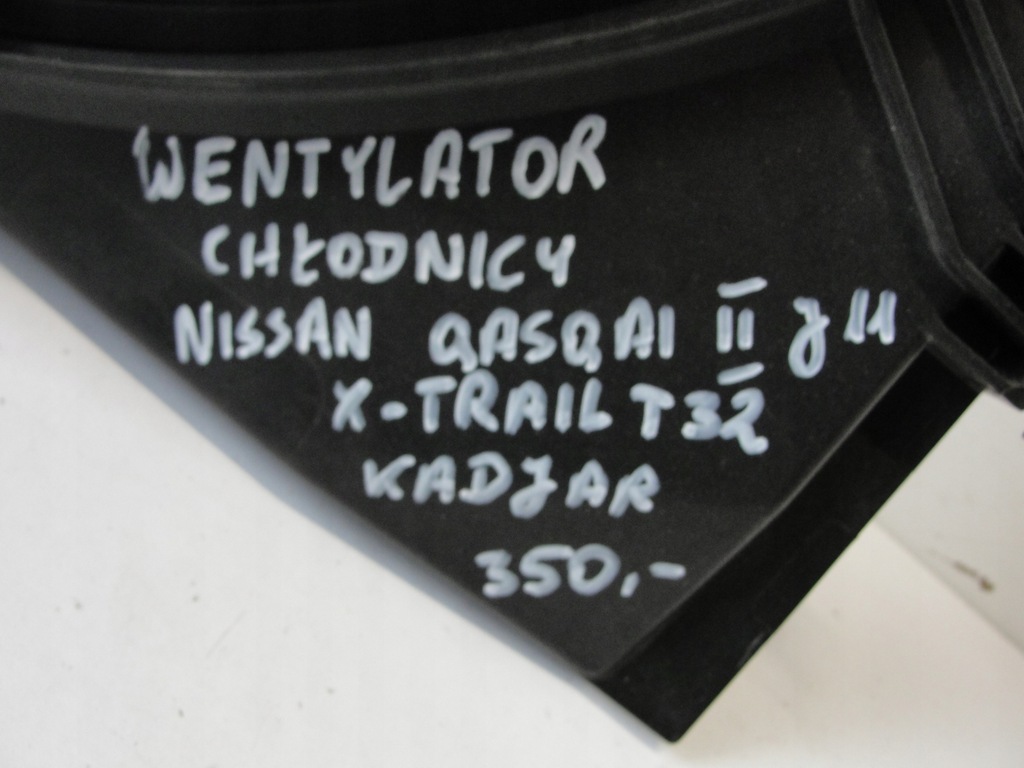 WENTYLATOR
CHŁODNICY
NISSAN QASQAI II J11
X-TRAIL T32
KADJAR
350,-